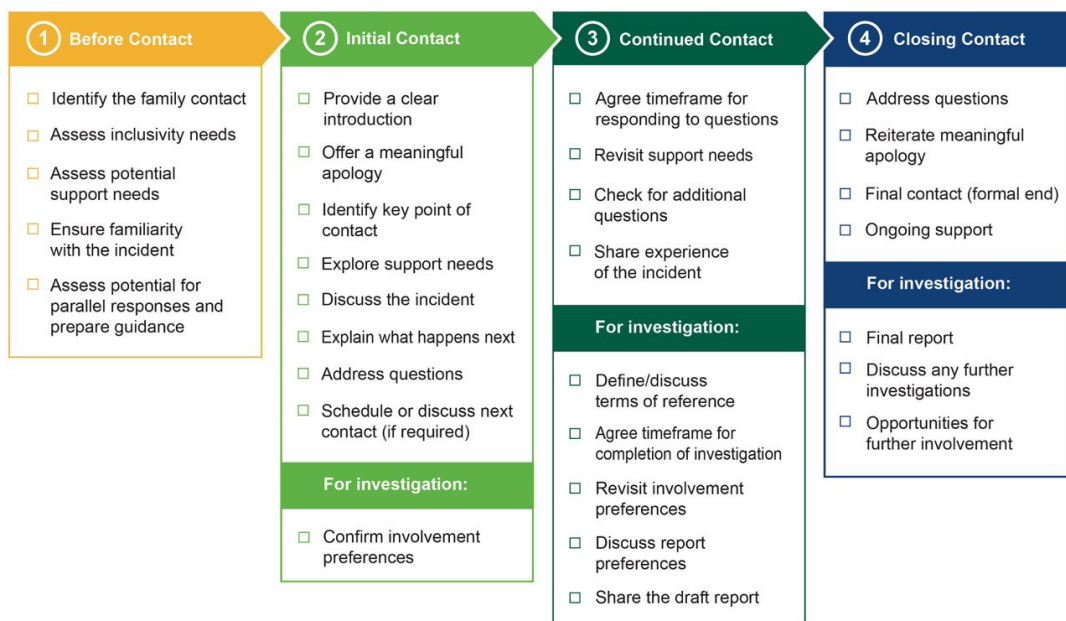 1 Before Contact
Identify the family contact
Assess inclusivity needs
Assess potential
support needs
Ensure familiarity
with the incident
Assess potential for
parallel responses and
prepare guidance
2 Initial Contact
Provide a clear
introduction
Offer a meaningful
apology
Identify key point of
contact
Explore support needs
Discuss the incident
Explain what happens next
Address questions
Schedule or discuss next
contact (if required)
For investigation:
Confirm involvement
preferences
3 Continued Contact
Agree timeframe for
responding to questions
Revisit support needs
Check for additional
questions
Share experience
of the incident
For investigation:
Define/discuss
terms of reference
Agree timeframe for
completion of investigation
Revisit involvement
preferences
Discuss report
preferences
Share the draft report
4 Closing Contact
Address questions
Reiterate meaningful
apology
Final contact (formal end)
Ongoing support
For investigation:
Final report
Discuss any further
investigations
Opportunities for
further involvement